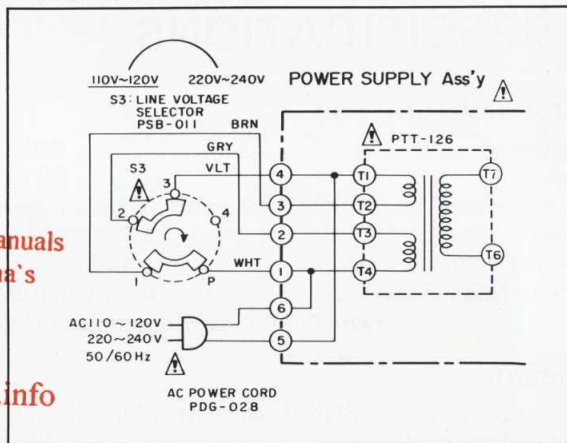 110V~120V 220V~240V
S3: LINE VOLTAGE
SELECTOR
PSB-011
POWER SUPPLY Ass'y
BRN
GRY
VLT
WHT
S3
3
2
4
1
P
4
3
2
1
6
5
PTT-126
T1
T2
T3
T4
T7
T6
AC110~120V
220~240V
50/60Hz
AC POWER CORD
PDG-028
anuals
a's
.info